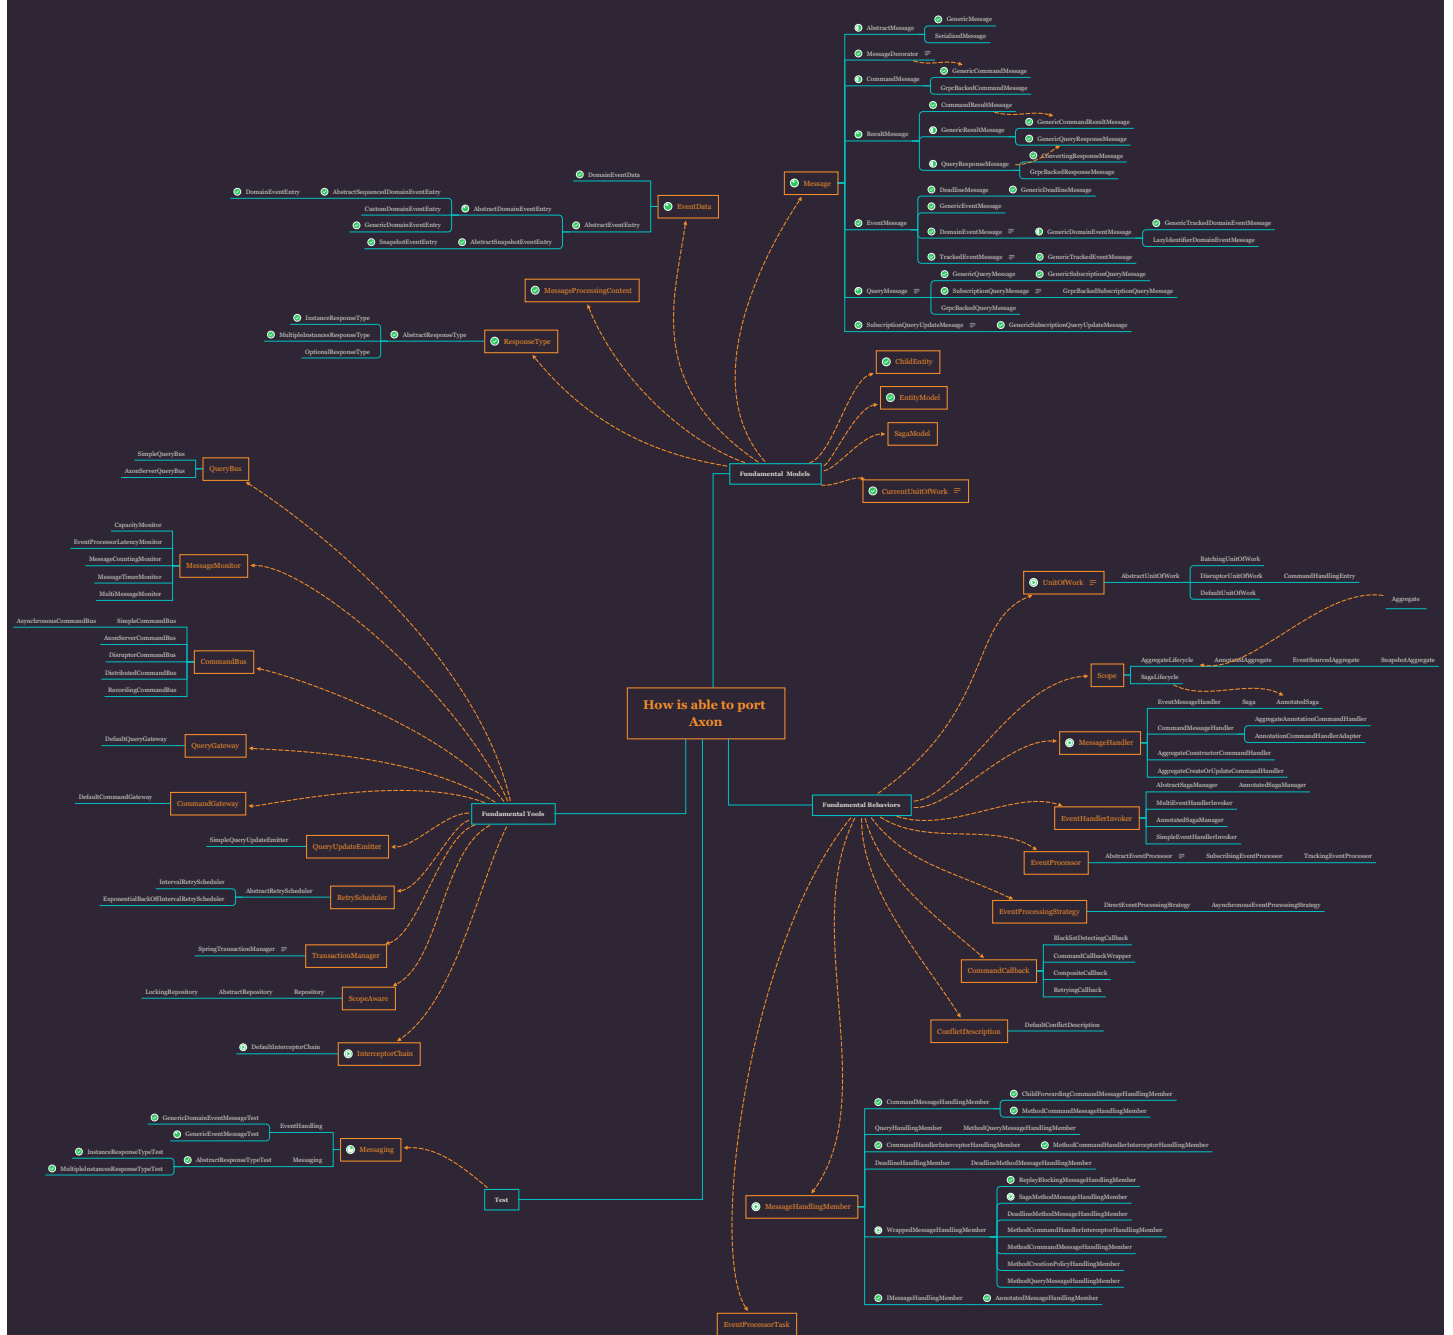 GenericMessage
AbstractMessage
SerializedMessage
MessageDecorator
GenericCommandMessage
CommandMessage
GrpcBackedCommandMessage
CommandResultMessage
GenericCommandResultMessage
ResultMessage
GenericResultMessage
GenericQueryResponseMessage
ConvertingResponseMessage
QueryResponseMessage
GrpcBackedResponseMessage
Message
DeadlineMessage GenericDeadlineMessage
GenericEventMessage
EventMessage
GenericTrackedDomainEventMessage
DomainEventMessage GenericDomainEventMessage
LazyIdentifierDomainEventMessage
TrackedEventMessage GenericTrackedEventMessage
GenericQueryMessage GenericSubscriptionQueryMessage
QueryMessage SubscriptionQueryMessage GrpcBackedSubscriptionQueryMessage
GrpcBackedQueryMessage
SubscriptionQueryUpdateMessage GenericSubscriptionQueryUpdateMessage
DomainEventData
DomainEventEntry AbstractSequencedDomainEventEntry
CustomDomainEventEntry AbstractDomainEventEntry
EventData
GenericDomainEventEntry AbstractEventEntry
SnapshotEventEntry AbstractSnapshotEventEntry
MessageProcessingContext
InstanceResponseType
MultipleInstancesResponseType AbstractResponseType ResponseType
OptionalResponseType
ChildEntity
EntityModel
SagaModel
Fundamental Models
CurrentUnitOfWork
SimpleQueryBus
QueryBus
AxonServerQueryBus
CapacityMonitor
EventProcessorLatencyMonitor
MessageCountingMonitor
MessageMonitor
MessageTimerMonitor
MultiMessageMonitor
AsynchronousCommandBus SimpleCommandBus
AxonServerCommandBus
DisruptorCommandBus
CommandBus
DistributedCommandBus
RecordingCommandBus
How is able to port
Axon
DefaultQueryGateway
QueryGateway
DefaultCommandGateway
CommandGateway
Fundamental Tools
SimpleQueryUpdateEmitter
QueryUpdateEmitter
IntervalRetryScheduler
AbstractRetryScheduler
RetryScheduler
ExponentialBackOffIntervalRetryScheduler
SpringTransactionManager
TransactionManager
LockingRepository AbstractRepository Repository
ScopeAware
DefaultInterceptorChain
InterceptorChain
BatchingUnitOfWork
UnitOfWork AbstractUnitOfWork DisruptorUnitOfWork CommandHandlingEntry
DefaultUnitOfWork
Aggregate
AggregateLifecycle AnnotatedAggregate EventSourcedAggregate SnapshotAggregate
Scope
SagaLifecycle
EventMessageHandler Saga AnnotatedSaga
AggregateAnnotationCommandHandler
CommandMessageHandler
AnnotationCommandHandlerAdapter
MessageHandler
AggregateConstructorCommandHandler
AggregateCreateOrUpdateCommandHandler
Fundamental Behaviors
AbstractSagaManager AnnotatedSagaManager
MultiEventHandlerInvoker
EventHandlerInvoker
AnnotatedSagaManager
SimpleEventHandlerInvoker
EventProcessor
AbstractEventProcessor SubscribingEventProressor TrackingEventProcessor
EventProcessingStrategy
DirectEventProcessingStrategy AsynchronousEventProcessingStrategy
BlacklistDetectingCallback
CommandCallbackWrapper
CommandCallback
CompositeCallback
RetryingCallback
ConflictDescription
DefaultConflictDescription
GenericDomainEventMessageTest
EventHandling
GenericEventMessageTest
Messaging
InstanceResponseTypeTest
AbstractResponseTypeTest Messaging
MultipleInstancesResponseTypeTest
Test
ChildForwardingCommandMessageHandlingMember
CommandMessageHandlingMember
MethodCommandMessageHandlingMember
QueryHandlingMember MethodQueryMessageHandlingMember
CommandHandlerInterceptorHandlingMember MethodCommandHandlerInterceptorHandlingMember
DeadlineHandlingMember DeadlineMethodMessageHandlingMember
ReplayBlockingMessageHandlingMember
SagaMethodMessageHandlingMember
MessageHandlingMember
DeadlineMethodMessageHandlingMember
WrappedMessageHandlingMember
MethodCommandHandlerInterceptorHandlingMember
MethodCommandMessageHandlingMember
MethodCreationPolicyHandlingMember
MethodQueryMessageHandlingMember
IMessageHandlingMember AnnotatedMessageHandlingMember
EventProcessorTask